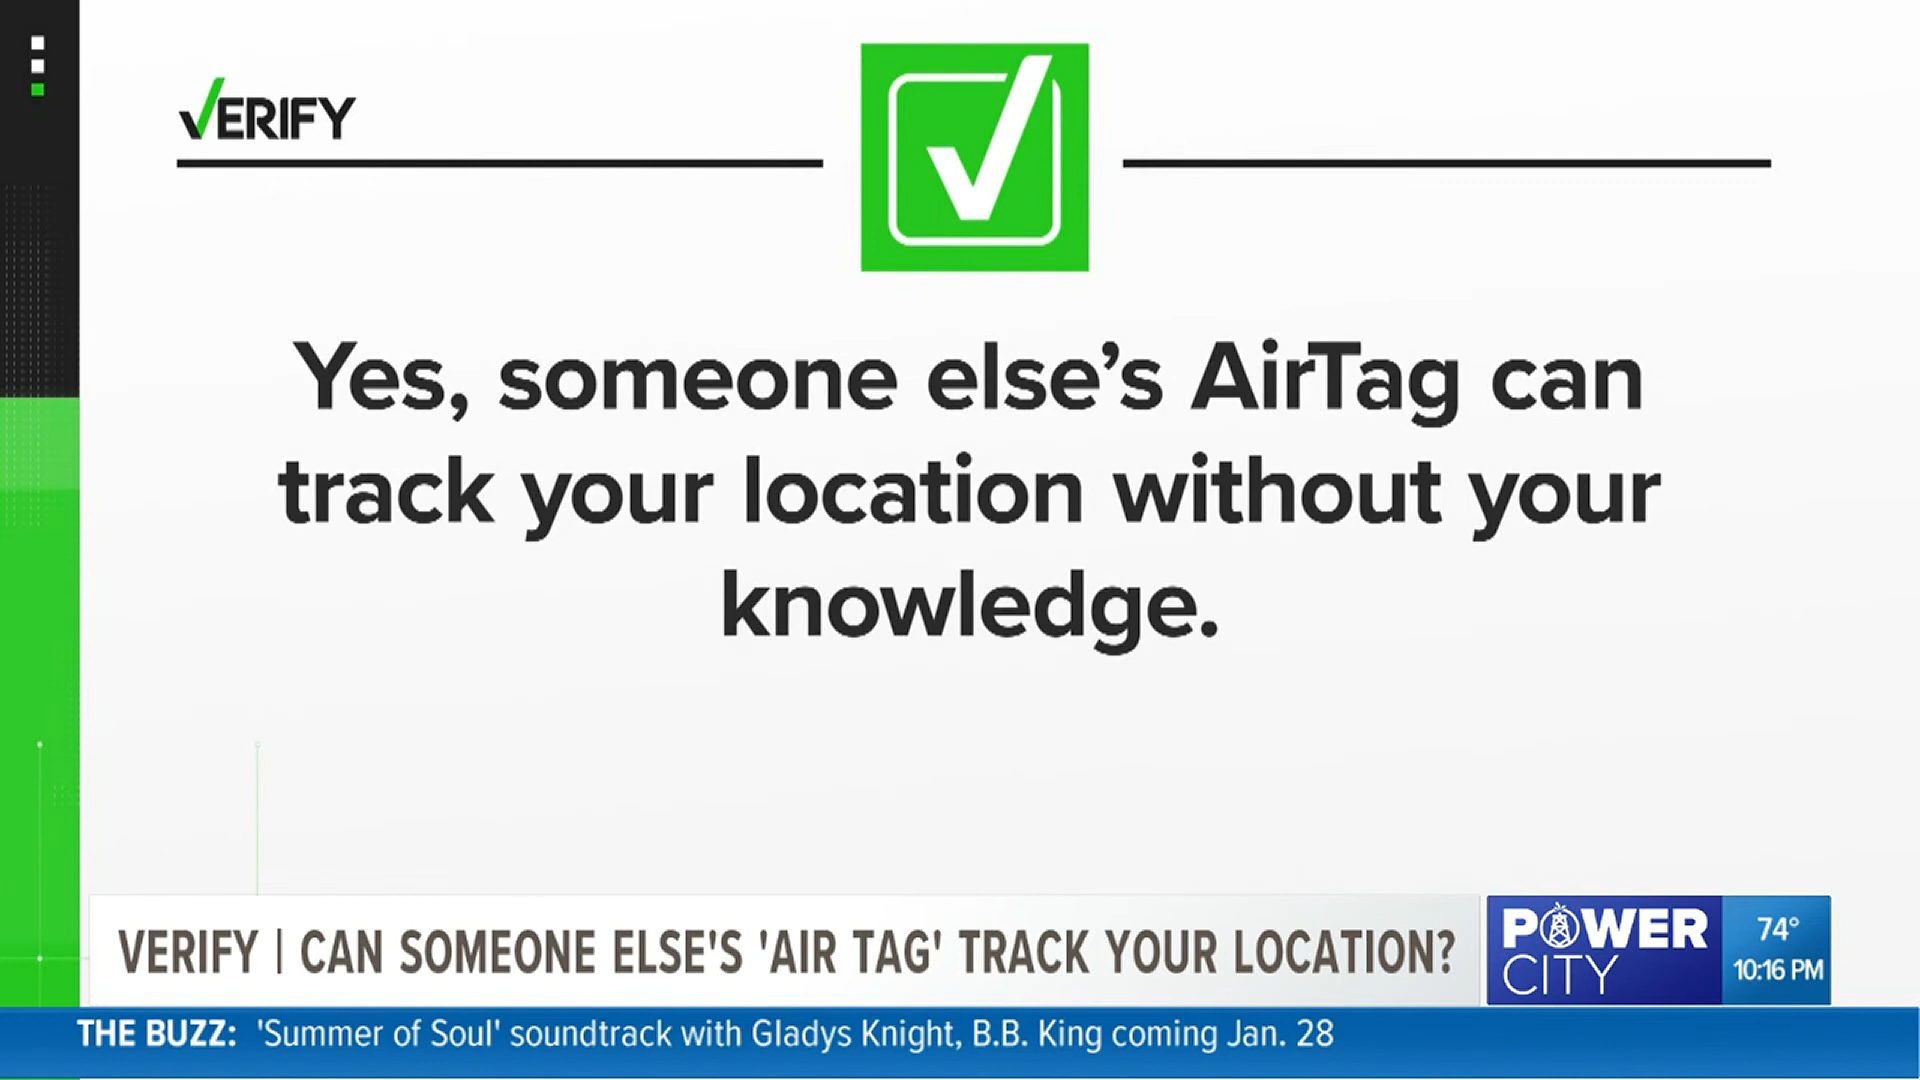 VERIFY
Yes, someone else’s AirTag can
track your location without your
knowledge.
VERIFY | CAN SOMEONE ELSE'S 'AIR TAG' TRACK YOUR LOCATION?
POWER
CITY
74°
10:16 PM
THE BUZZ: 'Summer of Soul' soundtrack with Gladys Knight, B.B. King coming Jan. 28